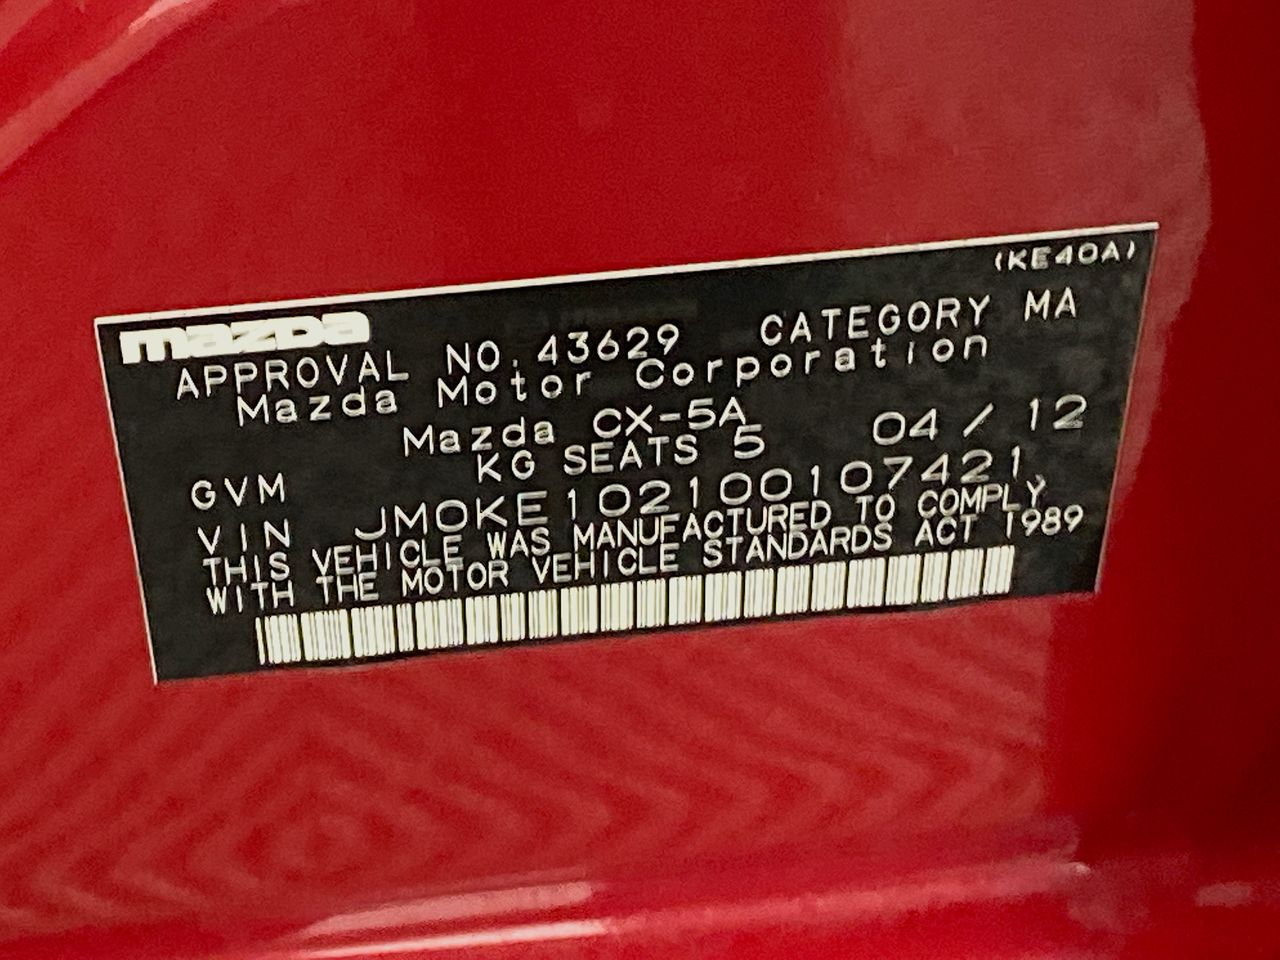 (KE40A)
mazda
APPROVAL NO. 43629 CATEGORY MA
Mazda Motor Corporation
Mazda CX-5A 04 / 12
GVM KG SEATS 5
VIN JM0KE102100107421
THIS VEHICLE WAS MANUFACTURED TO COMPLY
WITH THE MOTOR VEHICLE STANDARDS ACT 1989